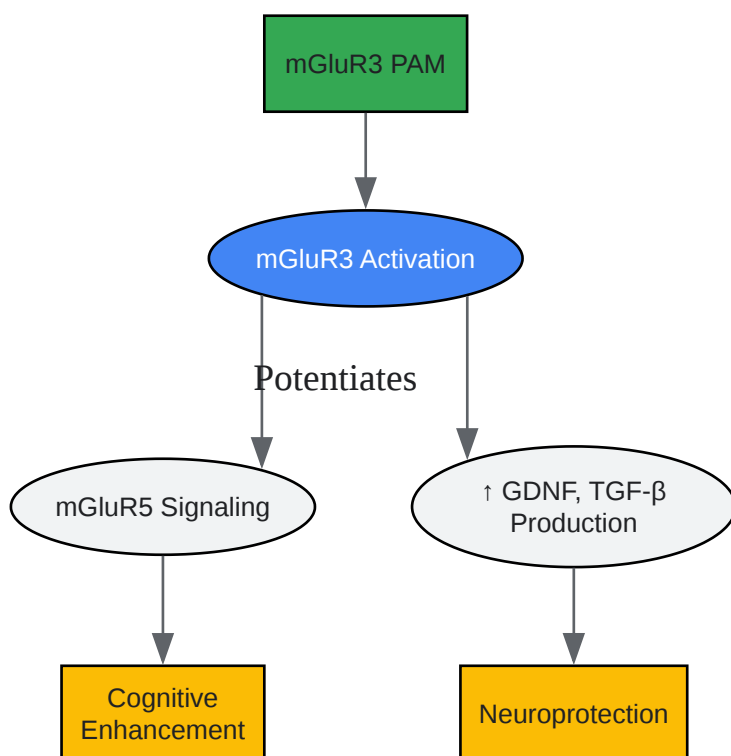 mGluR3 PAM
mGluR3 Activation
Potentiates
mGluR5 Signaling
↑ GDNF, TGF-β
Production
Cognitive
Enhancement
Neuroprotection